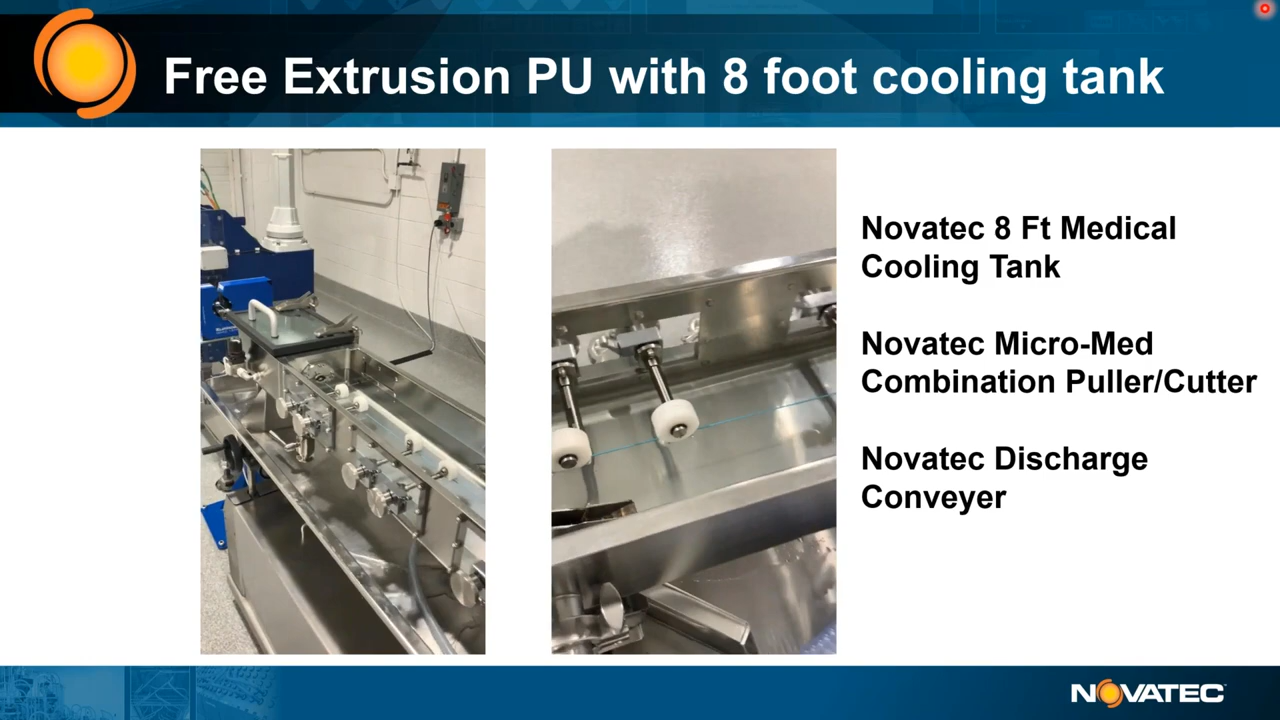 Free Extrusion PU with 8 foot cooling tank
Novatec 8 Ft Medical
Cooling Tank
Novatec Micro-Med
Combination Puller/Cutter
Novatec Discharge
Conveyer
NOVATEC